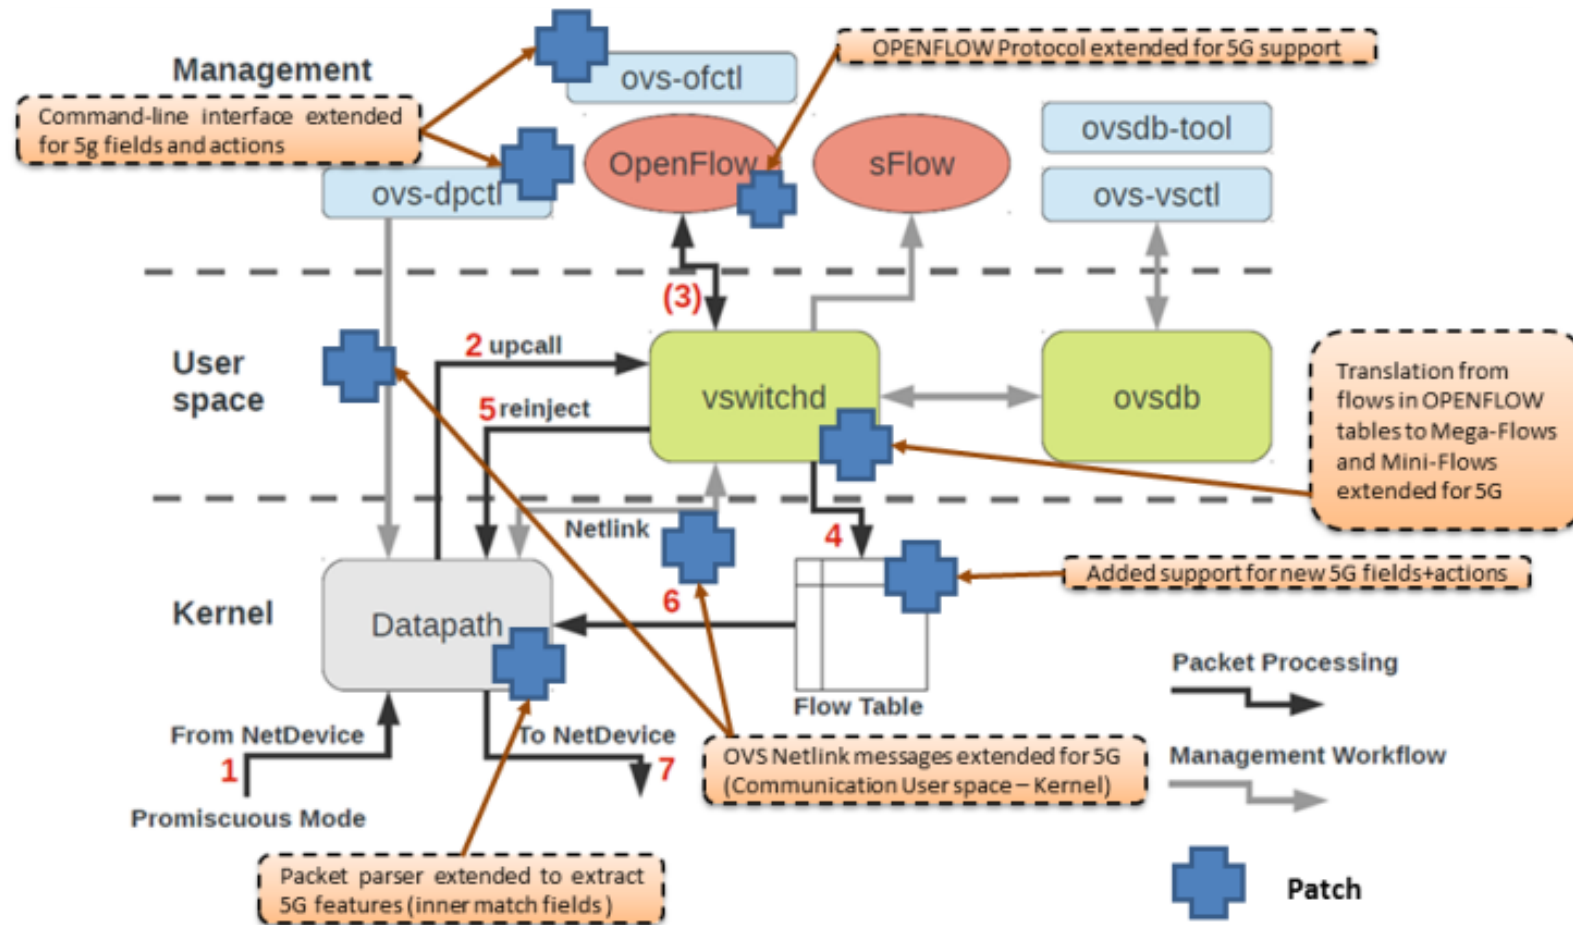 OPENFLOW Protocol extended for 5G support
Management
ovs-ofctl
Command-line interface extended
for 5g fields and actions
ovsdb-tool
OpenFlow
sFlow
ovs-dpctl
ovs-vsctl
(3)
2 upcall
User
space
vswitchd
ovsdb
5 reinject
Translation from
flows in OPENFLOW
tables to Mega-Flows
and Mini-Flows
extended for 5G
Netlink
4
Added support for new 5G fields+actions
6
Kernel
Datapath
Packet Processing
Flow Table
From NetDevice
To NetDevice
1
7
OVS Netlink messages extended for 5G
(Communication User space – Kernel)
Management Workflow
Promiscuous Mode
Packet parser extended to extract
5G features (inner match fields )
Patch